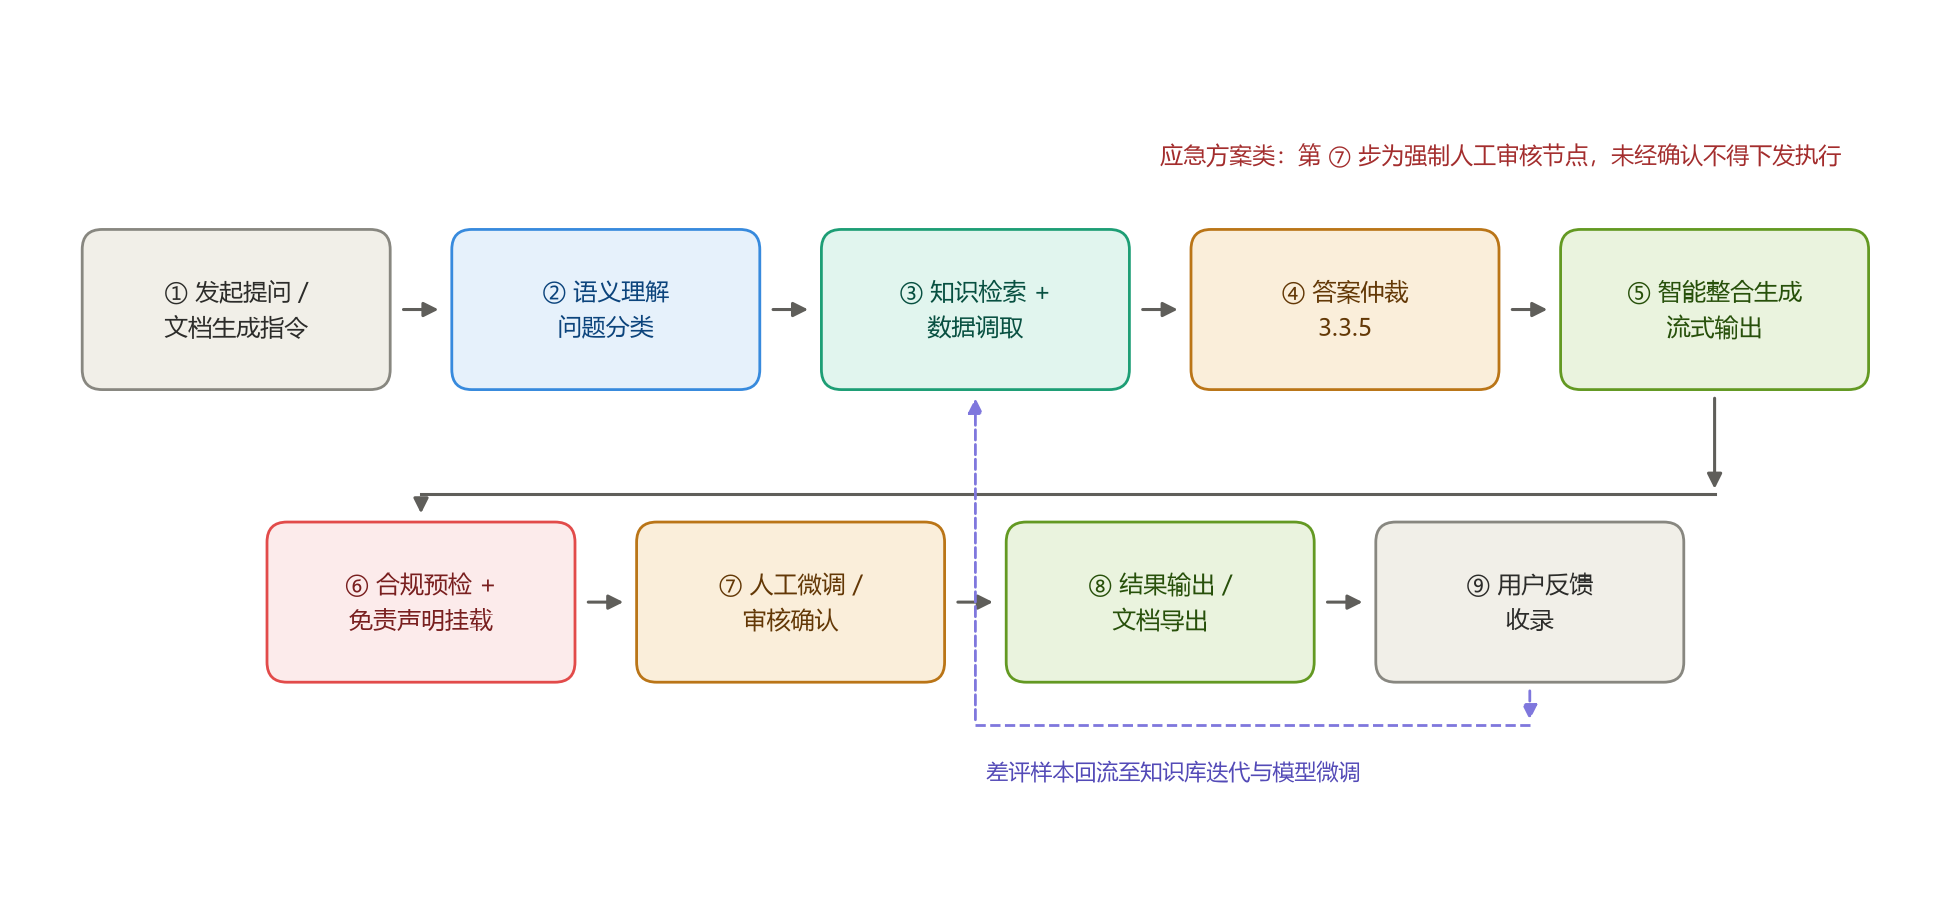 应急方案类：第 ⑦ 步为强制人工审核节点，未经确认不得下发执行
① 发起提问 /
文档生成指令
② 语义理解
问题分类
③ 知识检索 +
数据调取
④ 答案仲裁
3.3.5
⑤ 智能整合生成
流式输出
⑥ 合规预检 +
免责声明挂载
⑦ 人工微调 /
审核确认
⑧ 结果输出 /
文档导出
⑨ 用户反馈
收录
差评样本回流至知识库迭代与模型微调